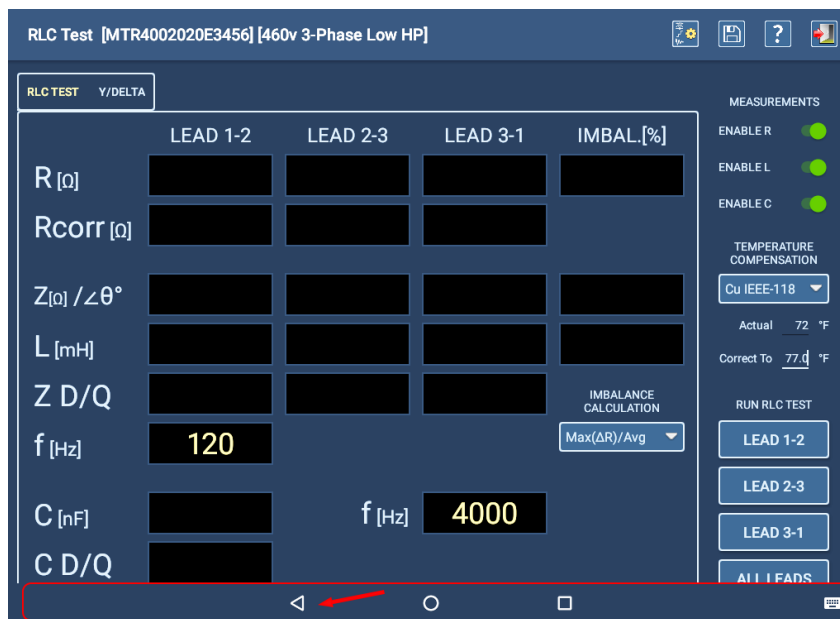 RLC Test [MTR4002020E3456] [460v 3-Phase Low HP]
?
RLC TEST Y/DELTA
LEAD 1-2 LEAD 2-3 LEAD 3-1 IMBAL.[%]
R [Ω]
Rcorr [Ω]
Z[Ω] /∠θ°
L [mH]
Z D/Q
f [Hz] 120
IMBALANCE
CALCULATION
Max(ΔR)/Avg
C [nF] f [Hz] 4000
C D/Q
MEASUREMENTS
ENABLE R
ENABLE L
ENABLE C
TEMPERATURE
COMPENSATION
Cu IEEE-118
Actual 72 °F
Correct To 77.0 °F
RUN RLC TEST
LEAD 1-2
LEAD 2-3
LEAD 3-1
ALL LEADS